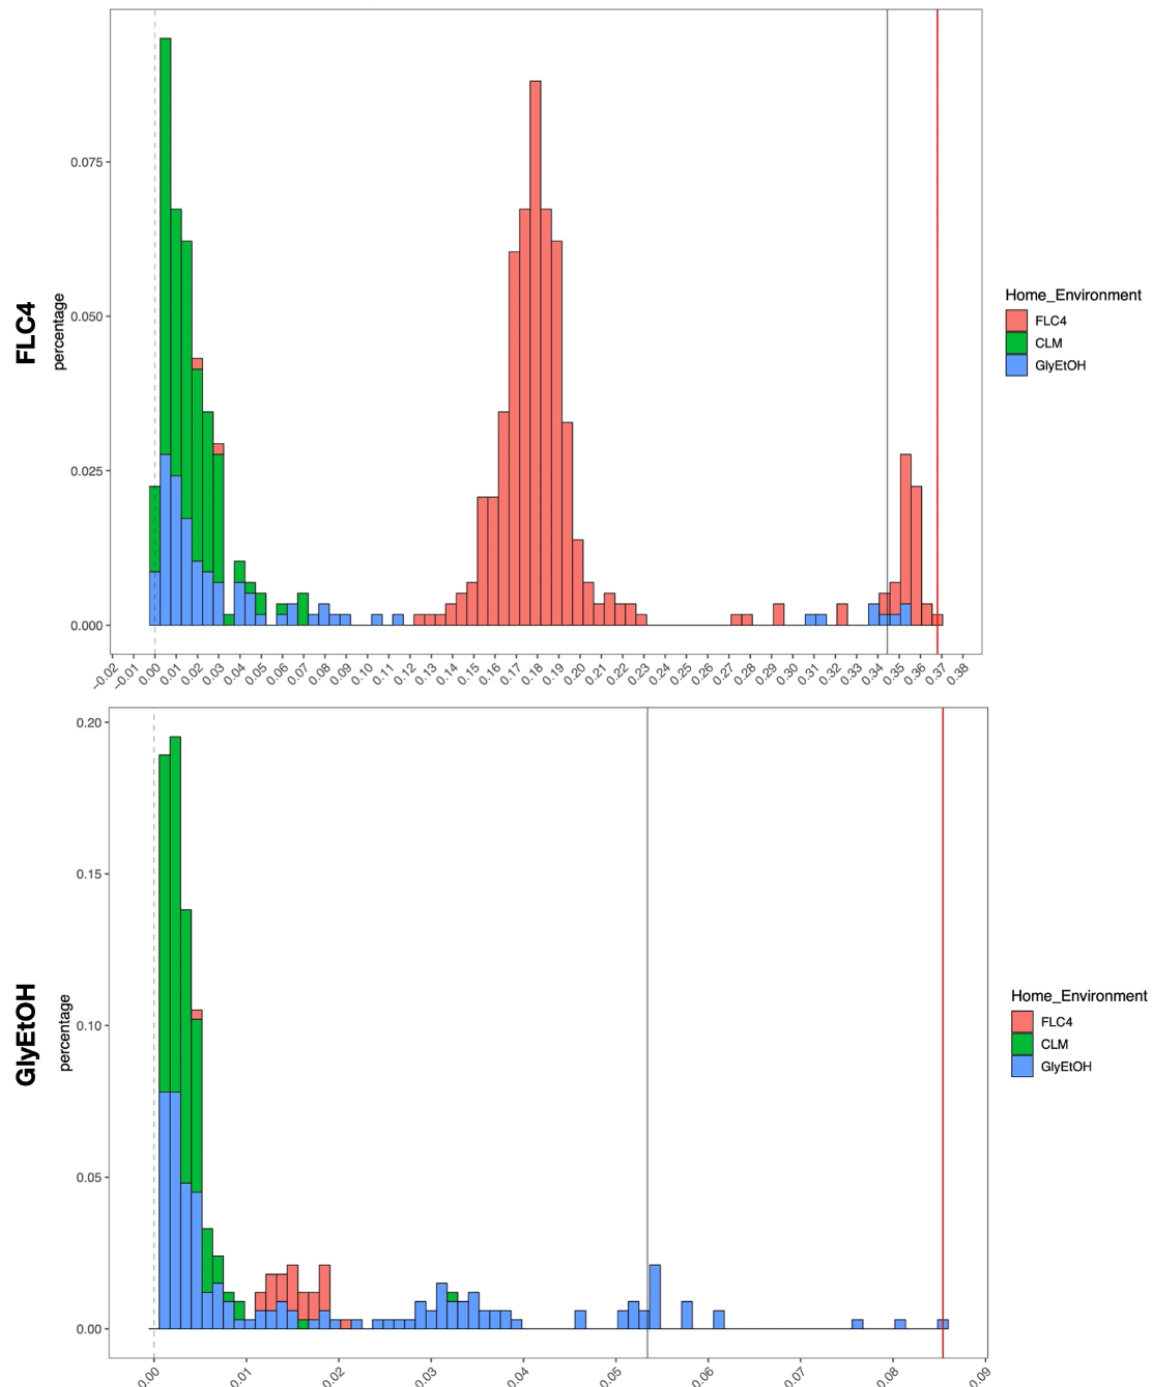 FLC4
percentage
0.075
0.050
0.025
0.000
-0.02 -0.01 0.00 0.01 0.02 0.03 0.04 0.05 0.06 0.07 0.08 0.09 0.10 0.11 0.12 0.13 0.14 0.15 0.16 0.17 0.18 0.19 0.20 0.21 0.22 0.23 0.24 0.25 0.26 0.27 0.28 0.29 0.30 0.31 0.32 0.33 0.34 0.35 0.36 0.37 0.38
Home_Environment
FLC4
CLM
GlyEtOH
GlyEtOH
percentage
0.20
0.15
0.10
0.05
0.00
0.00 0.01 0.02 0.03 0.04 0.05 0.06 0.07 0.08 0.09
Home_Environment
FLC4
CLM
GlyEtOH